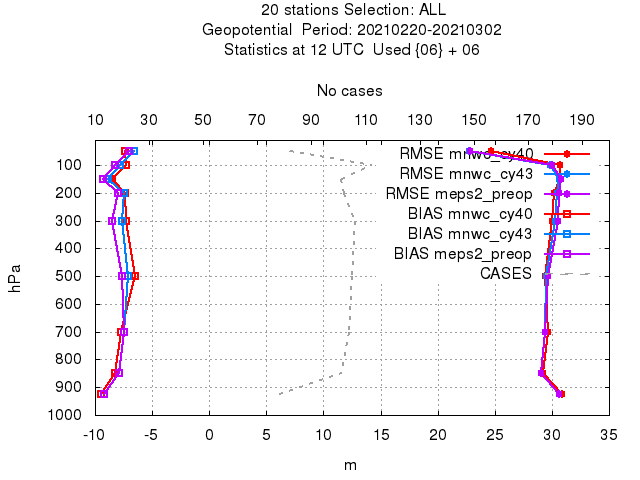 20 stations Selection: ALL
Geopotential  Period: 20210220-20210302
Statistics at 12 UTC  Used {06} + 06
No cases
10 24 50 77 90 110 130 150 170 190
RMSE mnwc_cy40
RMSE mnwc_cy43
RMSE meps2_preop
BIAS mnwc_cy40
BIAS mnwc_cy43
BIAS meps2_preop
CASES
hPa
100
200
300
400
500
600
700
800
900
1000
-10 -5 0 5 10 15 20 25 30 35
m